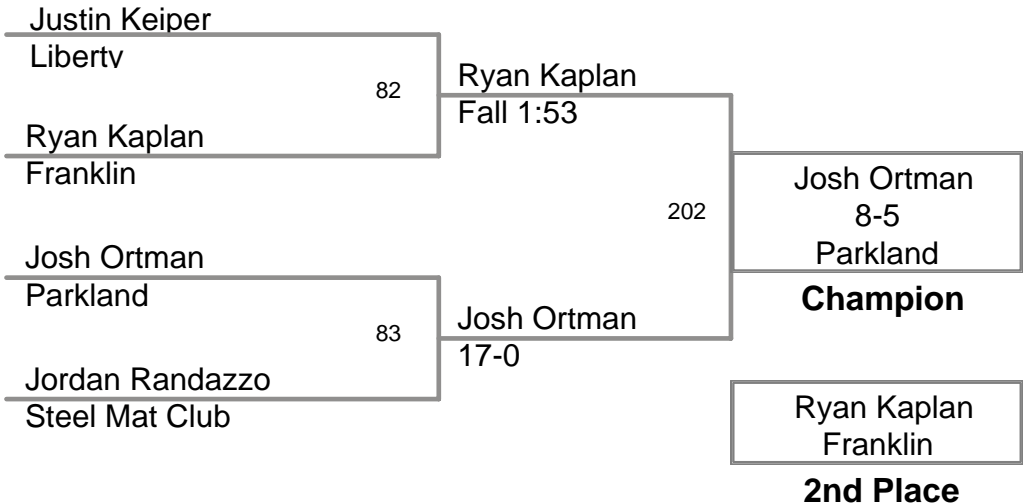 Justin Keiper
Liberty
82
Ryan Kaplan
Franklin
Ryan Kaplan
Fall 1:53
Josh Ortman
Parkland
83
Jordan Randazzo
Steel Mat Club
Josh Ortman
17-0
202
Josh Ortman
8-5
Parkland
Champion
Ryan Kaplan
Franklin
2nd Place